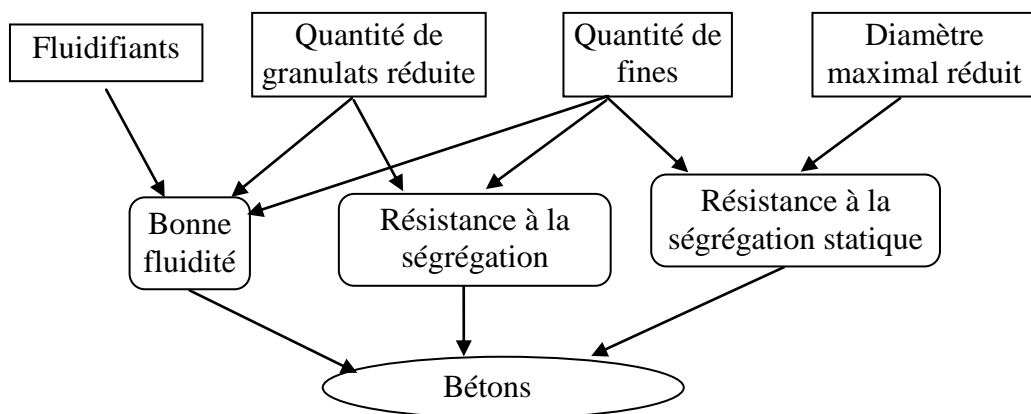 Fluidifiants
Quantité de
granulats réduite
Quantité de
fines
Diamètre
maximal réduit
Bonne
fluidité
Résistance à la
ségrégation
Résistance à la
ségrégation statique
Bétons